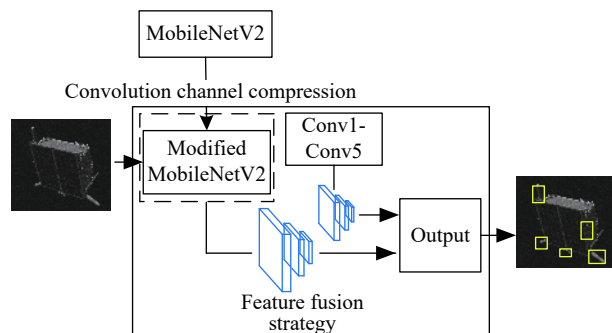 MobileNetV2
Convolution channel compression
Modified
MobileNetV2
Conv1-
Conv5
Output
Feature fusion
strategy